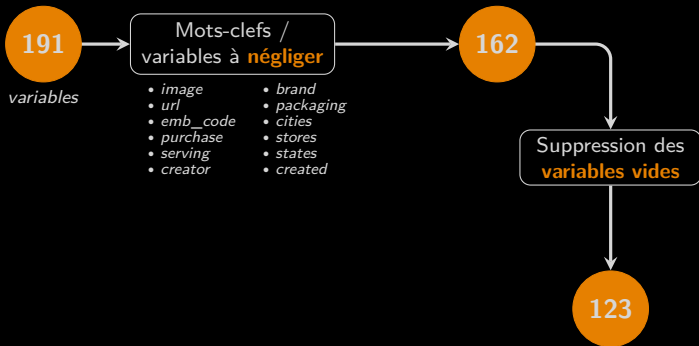 191
variables
Mots-clefs /
variables à négliger
• image
• url
• emb_code
• purchase
• serving
• creator
• brand
• packaging
• cities
• stores
• states
• created
162
Suppression des
variables vides
123